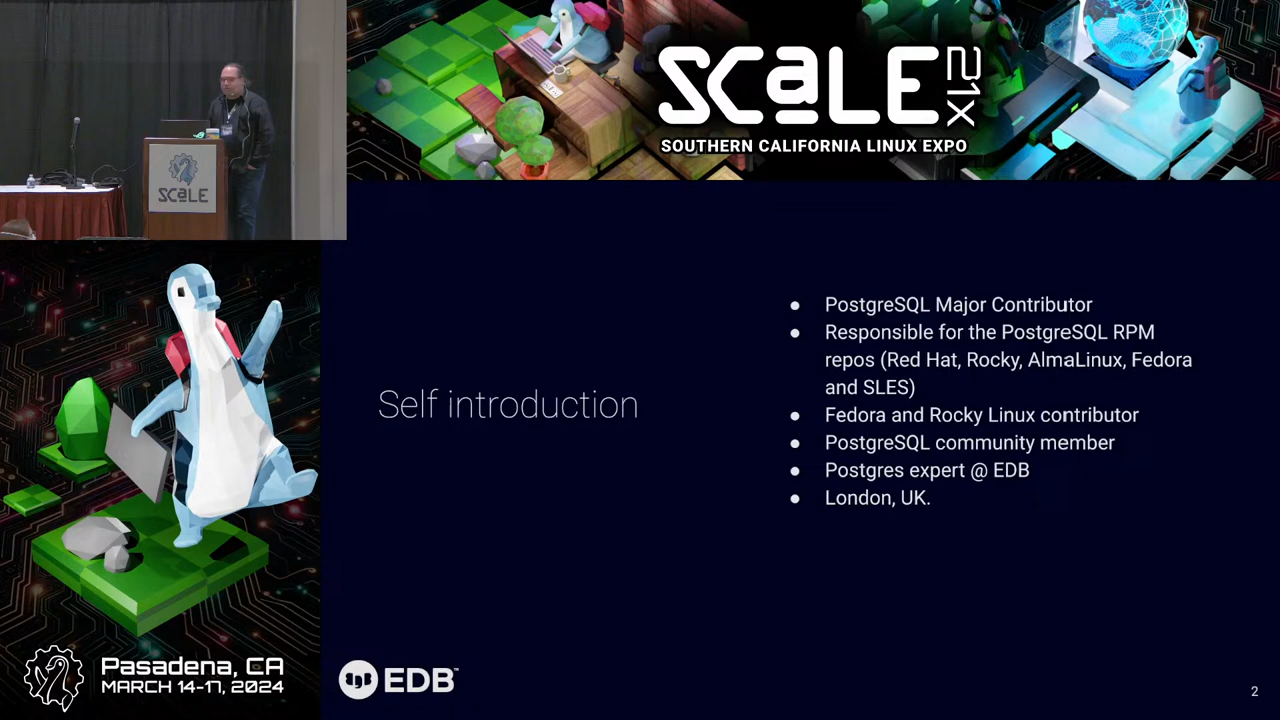 SCaLE 21X
SOUTHERN CALIFORNIA LINUX EXPO
SCaLE
Self introduction
● PostgreSQL Major Contributor
● Responsible for the PostgreSQL RPM
repos (Red Hat, Rocky, AlmaLinux, Fedora
and SLES)
● Fedora and Rocky Linux contributor
● PostgreSQL community member
● Postgres expert @ EDB
● London, UK.
Pasadena, CA
MARCH 14-17, 2024
EDB™
2